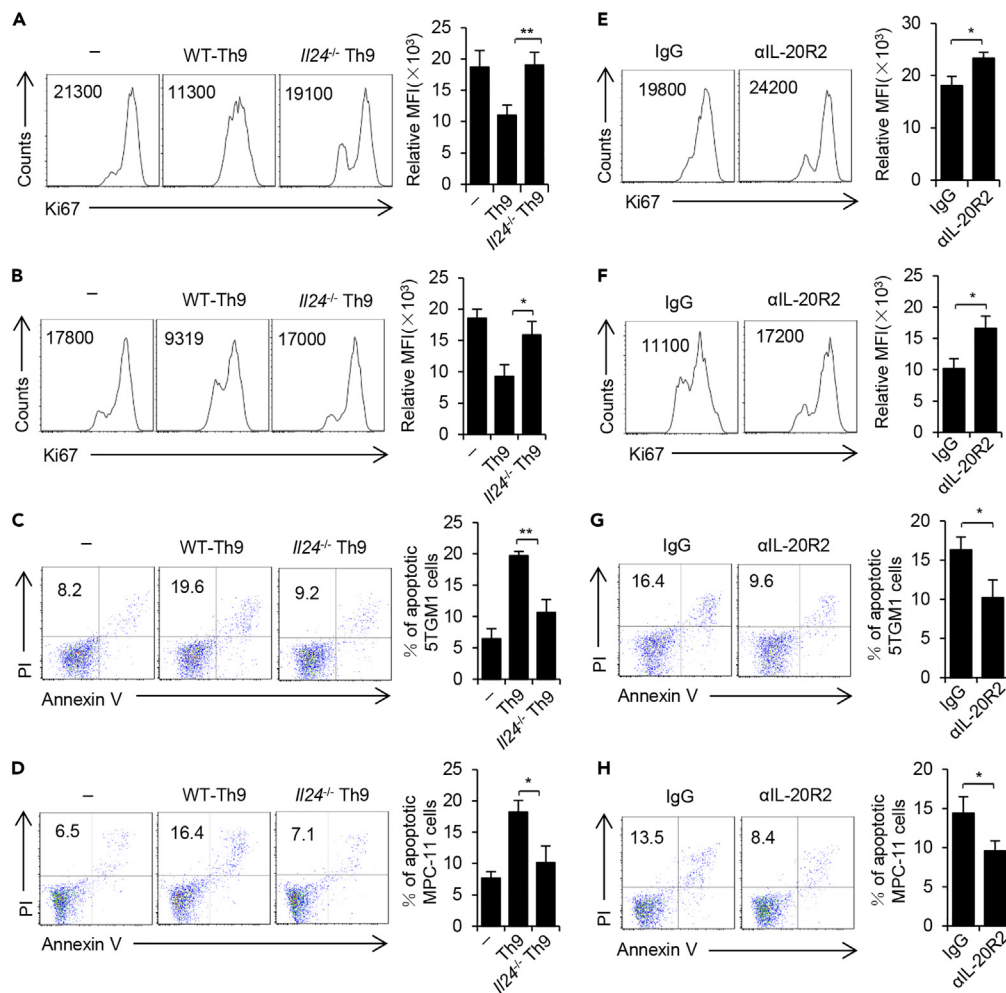 A
– WT-Th9 Il24-/- Th9
21300 11300 19100
Counts
Ki67
Relative MFI(×10³)
25
20
15
10
5
0
**
– Th9 Il24-/- Th9
B
– WT-Th9 Il24-/- Th9
17800 9319 17000
Counts
Ki67
Relative MFI(×10³)
25
20
15
10
5
0
*
– Th9 Il24-/- Th9
C
– WT-Th9 Il24-/- Th9
8.2 19.6 9.2
PI
Annexin V
% of apoptotic
5TGM1 cells
25
20
15
10
5
0
**
– Th9 Il24-/- Th9
D
– WT-Th9 Il24-/- Th9
6.5 16.4 7.1
PI
Annexin V
% of apoptotic
MPC-11 cells
25
20
15
10
5
0
*
– Th9 Il24-/- Th9
E
IgG αIL-20R2
19800 24200
Counts
Ki67
Relative MFI(×10³)
30
20
10
0
*
IgG αIL-20R2
F
IgG αIL-20R2
11100 17200
Counts
Ki67
Relative MFI(×10³)
25
20
15
10
5
0
*
IgG αIL-20R2
G
IgG αIL-20R2
16.4 9.6
PI
Annexin V
% of apoptotic
5TGM1 cells
20
15
10
5
0
*
IgG αIL-20R2
H
IgG αIL-20R2
13.5 8.4
PI
Annexin V
% of apoptotic
MPC-11 cells
20
15
10
5
0
*
IgG αIL-20R2